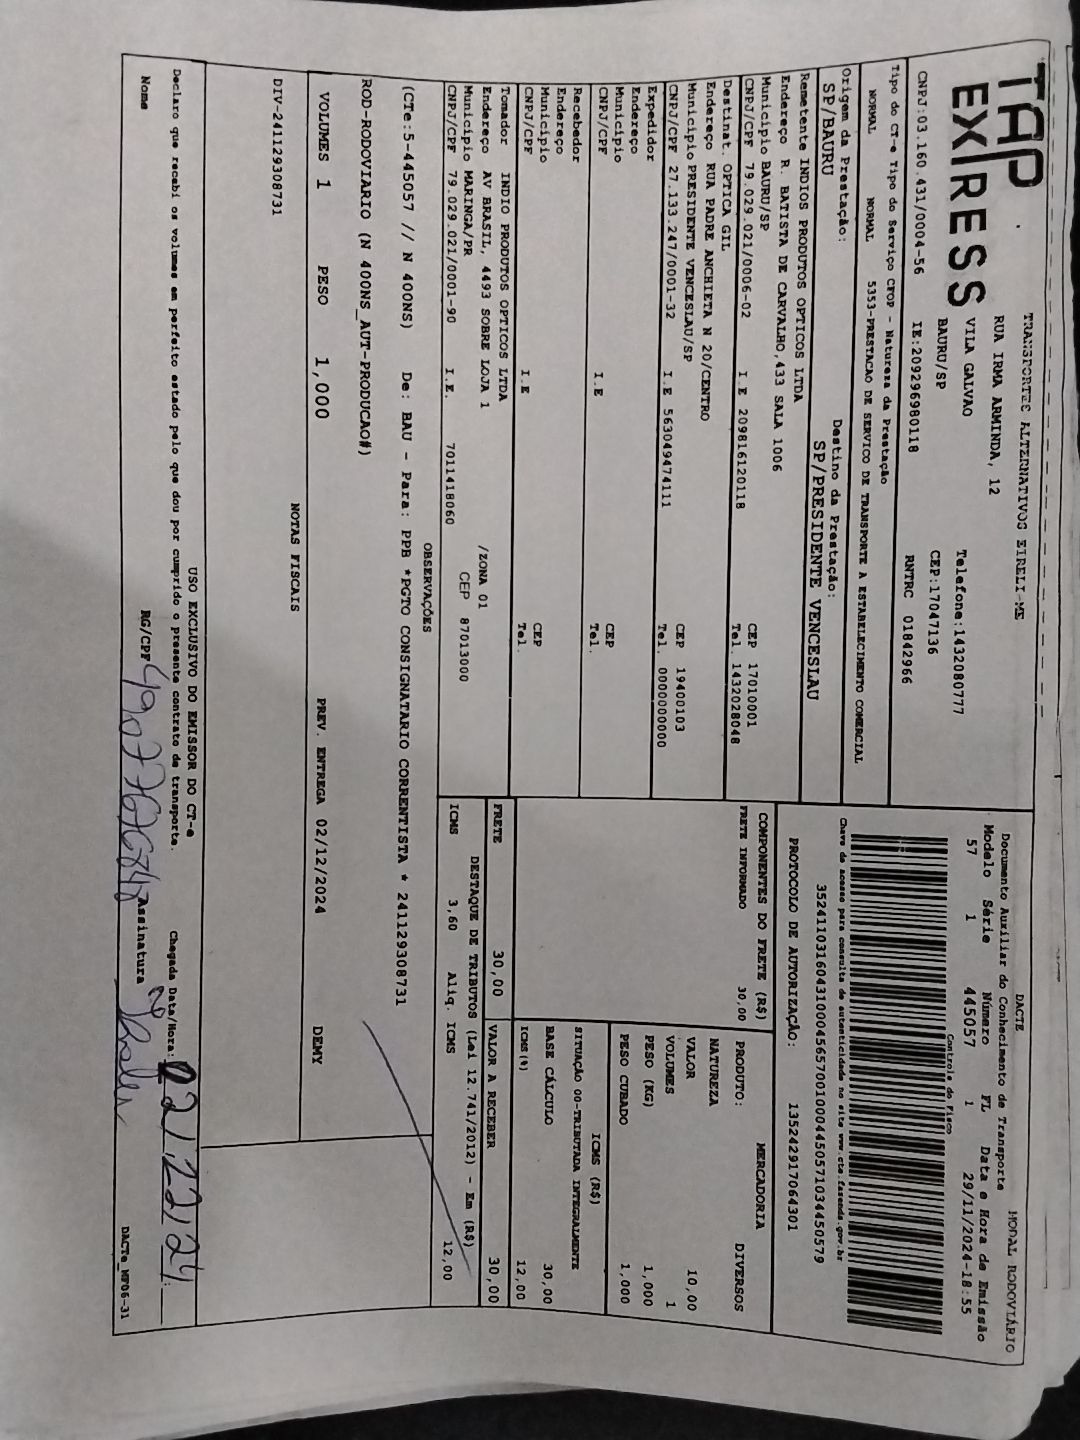 TAP EXPRESS
TRANSPORTES ALTERNATIVOS EIRELI-ME
RUA IRMA ARMINDA, 12
VILA GALVAO
BAURU/SP
Telefone:1432080777
CEP:17047136
CNPJ:03.160.431/0004-56 IE:209296980118 RNTRC 01842966
DACTE
MODAL RODOVIÁRIO
Documento Auxiliar do Conhecimento de Transporte
Modelo Série Número FL Data e Hora de Emissão
57 1 445057 1 29/11/2024-18:55
Controle do Fisco
Chave de acesso para consulta de autenticidade no site www.cte.fazenda.gov.br
35241103160431000456570010004450571034450579
PROTOCOLO DE AUTORIZAÇÃO: 135242917064301
Tipo do CT-e Tipo do Serviço CFOP - Natureza da Prestação
NORMAL NORMAL 5353-PRESTACAO DE SERVICO DE TRANSPORTE A ESTABELECIMENTO COMERCIAL
Origem da Prestação: Destino da Prestação:
SP/BAURU SP/PRESIDENTE VENCESLAU
Remetente INDIOS PRODUTOS OPTICOS LTDA
Endereço R. BATISTA DE CARVALHO,433 SALA 1006
Município BAURU/SP CEP 17010001
CNPJ/CPF 79.029.021/0006-02 I.E 209816120118 Tel. 1432028048
Destinat. OPTICA GIL
Endereço RUA PADRE ANCHIETA N 20/CENTRO
Município PRESIDENTE VENCESLAU/SP CEP 19400103
CNPJ/CPF 27.133.247/0001-32 I.E 563049474111 Tel. 0000000000
Expedidor
Endereço
Município CEP
CNPJ/CPF I.E Tel.
Recebedor
Endereço
Município CEP
CNPJ/CPF I.E Tel.
Tomador INDIO PRODUTOS OPTICOS LTDA
Endereço AV BRASIL, 4493 SOBRE LOJA 1 /ZONA 01
Município MARINGA/PR CEP 87013000
CNPJ/CPF 79.029.021/0001-90 I.E. 7011418060
COMPONENTES DO FRETE (R$)
FRETE INFORMADO 30,00
MERCADORIA
PRODUTO: DIVERSOS
NATUREZA
VALOR 10,00
VOLUMES 1
PESO (KG) 1,000
PESO CUBADO 1,000
ICMS (R$)
SITUAÇÃO 00-TRIBUTADA INTEGRALMENTE
BASE CÁLCULO 30,00
ICMS (%) 12,00
FRETE 30,00 VALOR A RECEBER 30,00
DESTAQUE DE TRIBUTOS (Lei 12.741/2012) - Em (R$)
ICMS 3,60 Aliq. ICMS 12,00
OBSERVAÇÕES
(CTe:5-445057 // N 400NS) De: BAU - Para: PPB *PGTO CONSIGNATARIO CORRENTISTA * 241129308731
ROD-RODOVIARIO (N 400NS_AUT-PRODUCAO#)
VOLUMES 1 PESO 1,000 PREV. ENTREGA 02/12/2024 DEMY
NOTAS FISCAIS
DIV-241129308731
USO EXCLUSIVO DO EMISSOR DO CT-e
Declaro que recebi os volumes em perfeito estado pelo que dou por cumprido o presente contrato de transporte. Chegada Data/Hora:
Nome RG/CPF Assinatura
DACTe_MF06-31